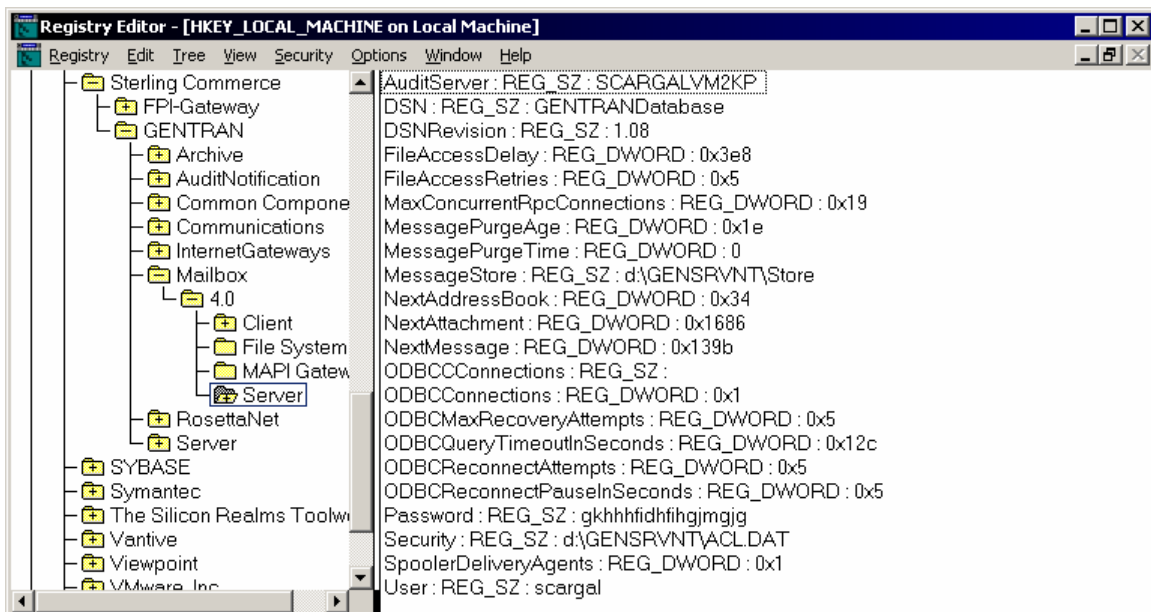 Registry Editor - [HKEY_LOCAL_MACHINE on Local Machine]
Registry Edit Tree View Security Options Window Help
Sterling Commerce
FPI-Gateway
GENTRAN
Archive
AuditNotification
Common Compone
Communications
InternetGateways
Mailbox
4.0
Client
File System
MAPI Gatew
Server
RosettaNet
Server
SYBASE
Symantec
The Silicon Realms Toolw
Vantive
Viewpoint
VMware, Inc.
AuditServer : REG_SZ : SCARGALVM2KP
DSN : REG_SZ : GENTRANDatabase
DSNRevision : REG_SZ : 1.08
FileAccessDelay : REG_DWORD : 0x3e8
FileAccessRetries : REG_DWORD : 0x5
MaxConcurrentRpcConnections : REG_DWORD : 0x19
MessagePurgeAge : REG_DWORD : 0x1e
MessagePurgeTime : REG_DWORD : 0
MessageStore : REG_SZ : d:\GENSRVNT\Store
NextAddressBook : REG_DWORD : 0x34
NextAttachment : REG_DWORD : 0x1686
NextMessage : REG_DWORD : 0x139b
ODBCCConnections : REG_SZ :
ODBCConnections : REG_DWORD : 0x1
ODBCMaxRecoveryAttempts : REG_DWORD : 0x5
ODBCQueryTimeoutInSeconds : REG_DWORD : 0x12c
ODBCReconnectAttempts : REG_DWORD : 0x5
ODBCReconnectPauseInSeconds : REG_DWORD : 0x5
Password : REG_SZ : gkhhhfidhfihgjmgjg
Security : REG_SZ : d:\GENSRVNT\ACL.DAT
SpoolerDeliveryAgents : REG_DWORD : 0x1
User : REG_SZ : scargal